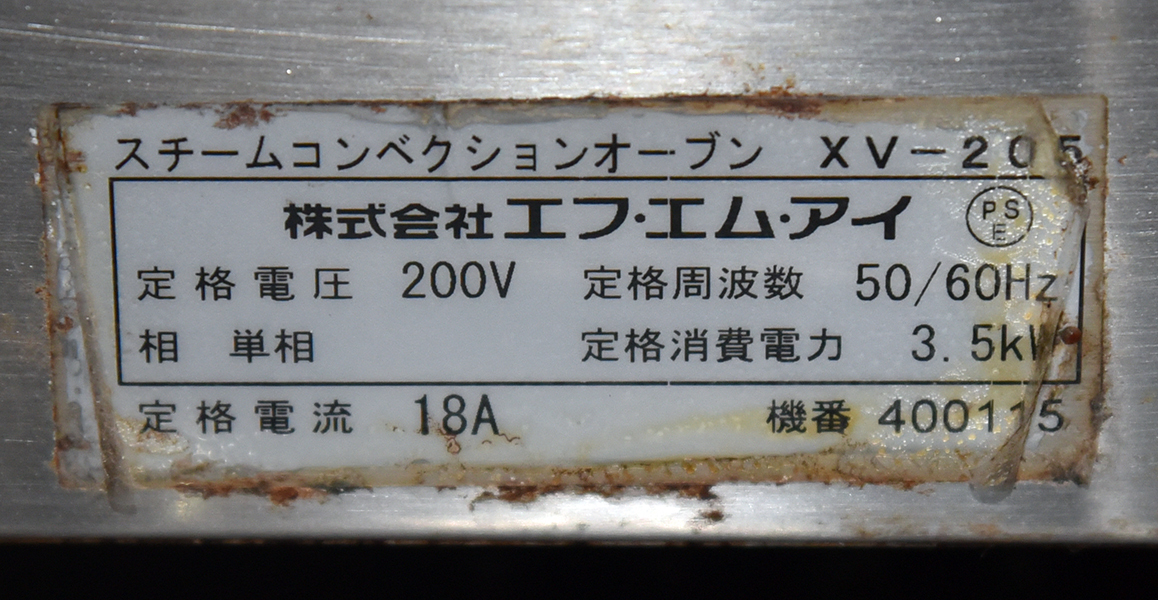 スチームコンベクションオーブン XV-205
株式会社 エフ・エム・アイ PSE
定格電圧 200V 定格周波数 50/60Hz
相 単相 定格消費電力 3.5kW
定格電流 18A 機番 400115